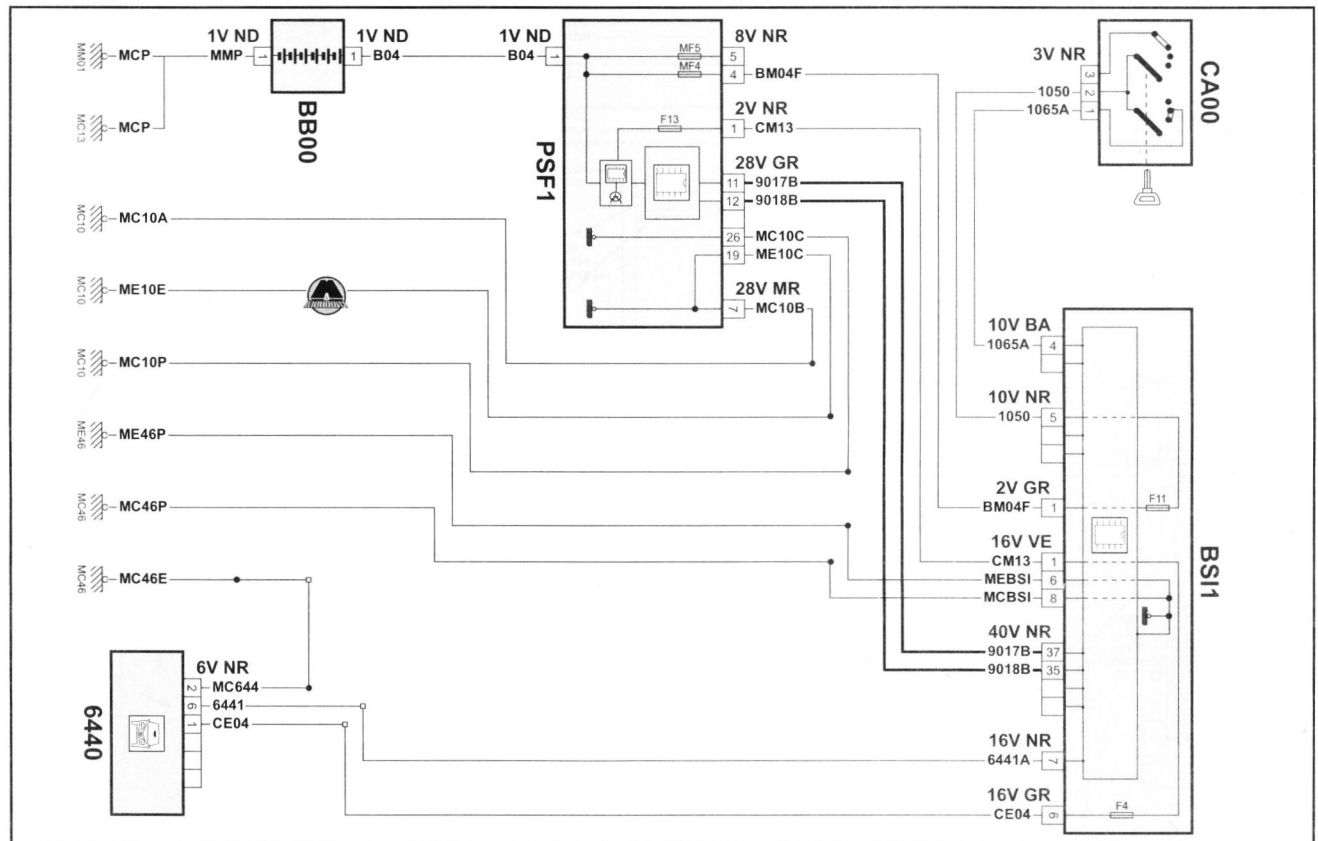 1V ND
1V ND
1V ND
8V NR
MM01
MCP
MMP
1
1
B04
B04
1
MF5
5
MF4
4
BM04F
BB00
MC13
MCP
2V NR
F13
1
CM13
PSF1
28V GR
11
9017B
12
9018B
26
MC10C
19
ME10C
28V MR
7
MC10B
3V NR
3
1050
2
1065A
1
CA00
MC10
MC10A
MC10
ME10E
MC10
MC10P
ME46
ME46P
MC46
MC46P
MC46
MC46E
10V BA
1065A
4
10V NR
1050
5
2V GR
BM04F
1
F11
16V VE
CM13
1
MEBSI
6
MCBSI
8
40V NR
9017B
37
9018B
35
16V NR
6441A
7
16V GR
CE04
6
F4
BSI1
6V NR
2
MC644
6
6441
1
CE04
6440